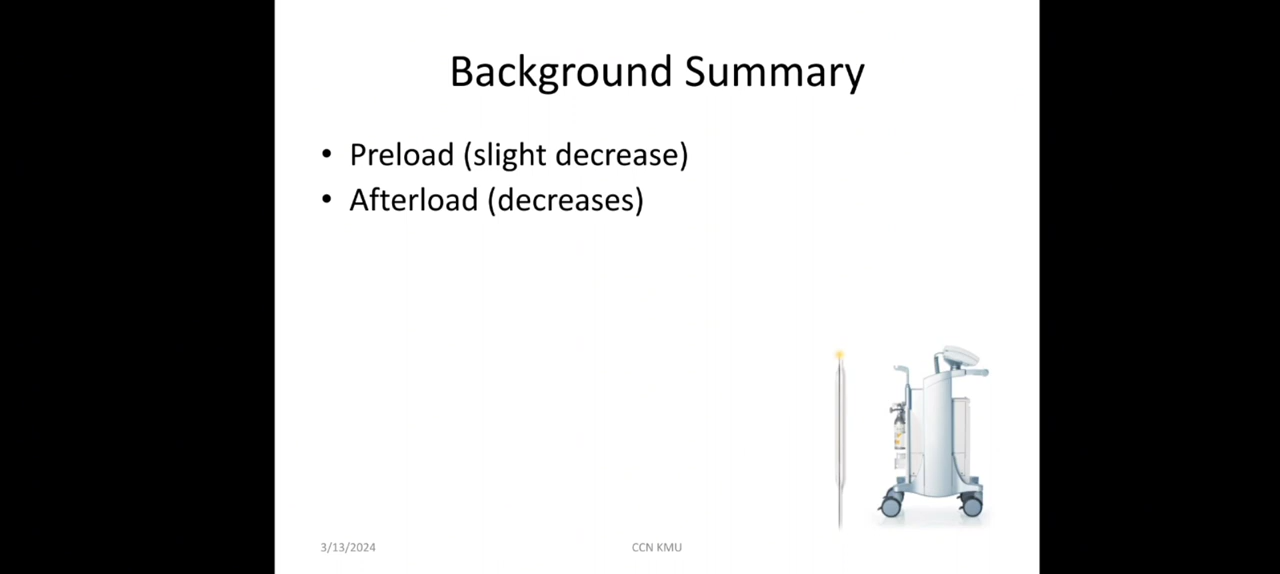 Background Summary
• Preload (slight decrease)
• Afterload (decreases)
3/13/2024
CCN KMU